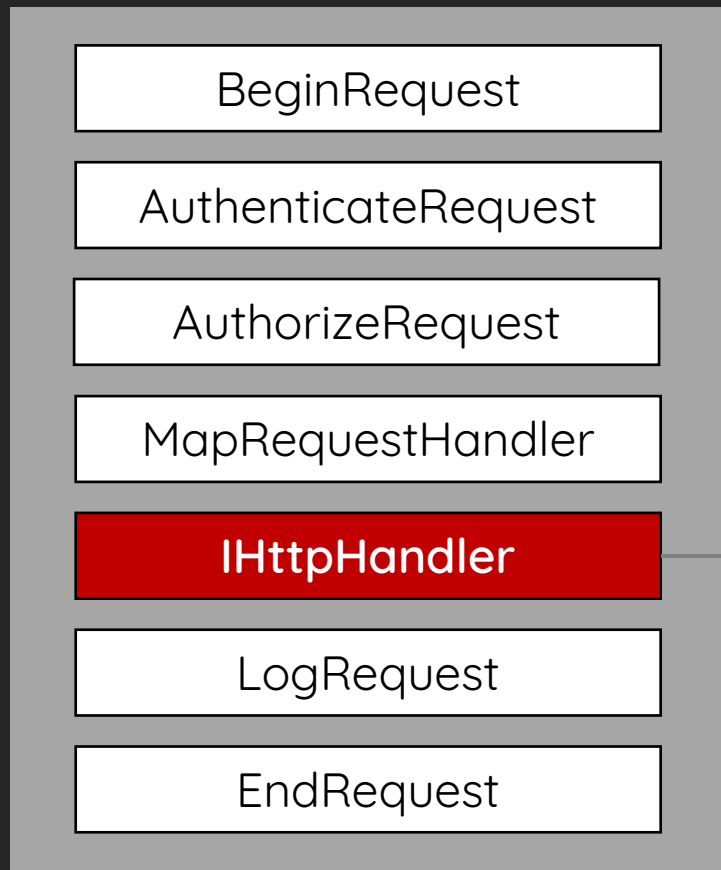 BeginRequest
AuthenticateRequest
AuthorizeRequest
MapRequestHandler
IHttpHandler
LogRequest
EndRequest